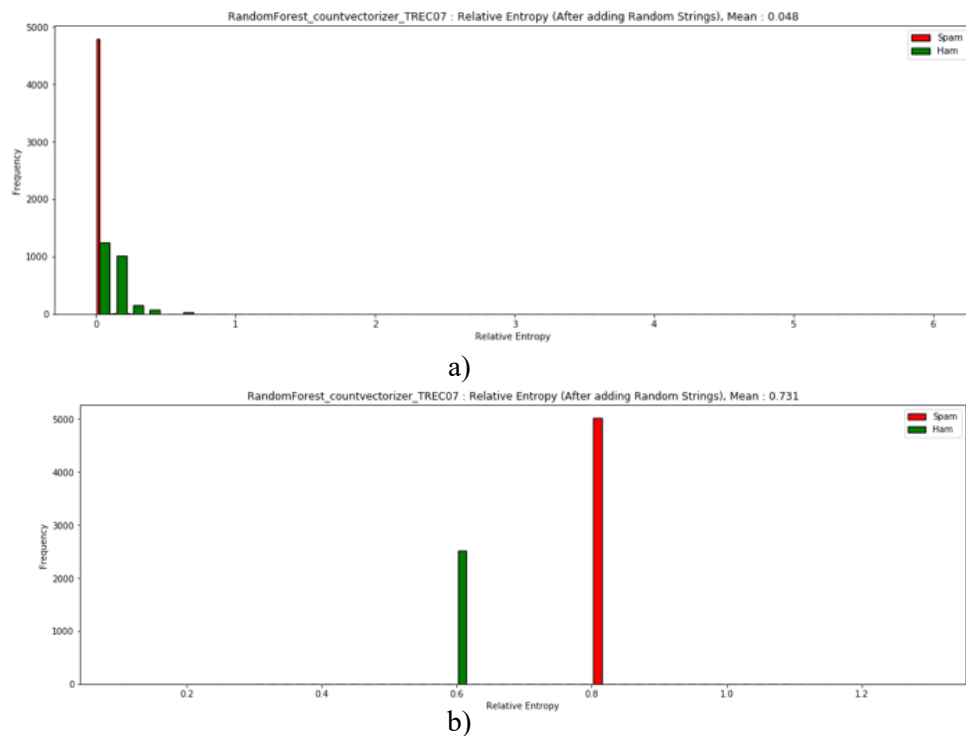 RandomForest_countvectorizer_TREC07 : Relative Entropy (After adding Random Strings), Mean : 0.048
5000
4000
3000
2000
1000
0
Frequency
Spam
Ham
0 1 2 3 4 5 6
Relative Entropy
a)
RandomForest_countvectorizer_TREC07 : Relative Entropy (After adding Random Strings), Mean : 0.731
5000
4000
3000
2000
1000
0
Frequency
Spam
Ham
0.2 0.4 0.6 0.8 1.0 1.2
Relative Entropy
b)